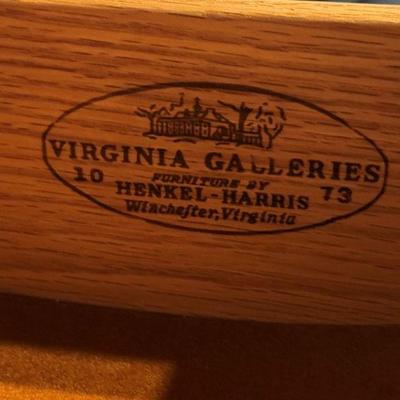 VIRGINIA GALLERIES
10 FURNITURE BY 73
HENKEL-HARRIS
Winchester, Virginia